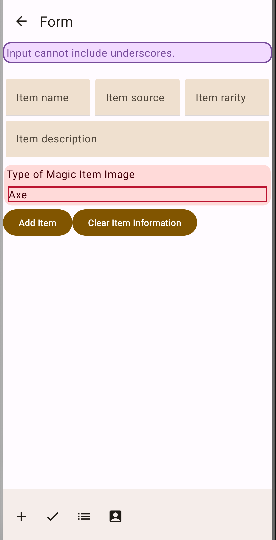 Form
Input cannot include underscores.
Item name Item source Item rarity
Item description
Type of Magic Item Image
Axe
Add Item Clear Item Information